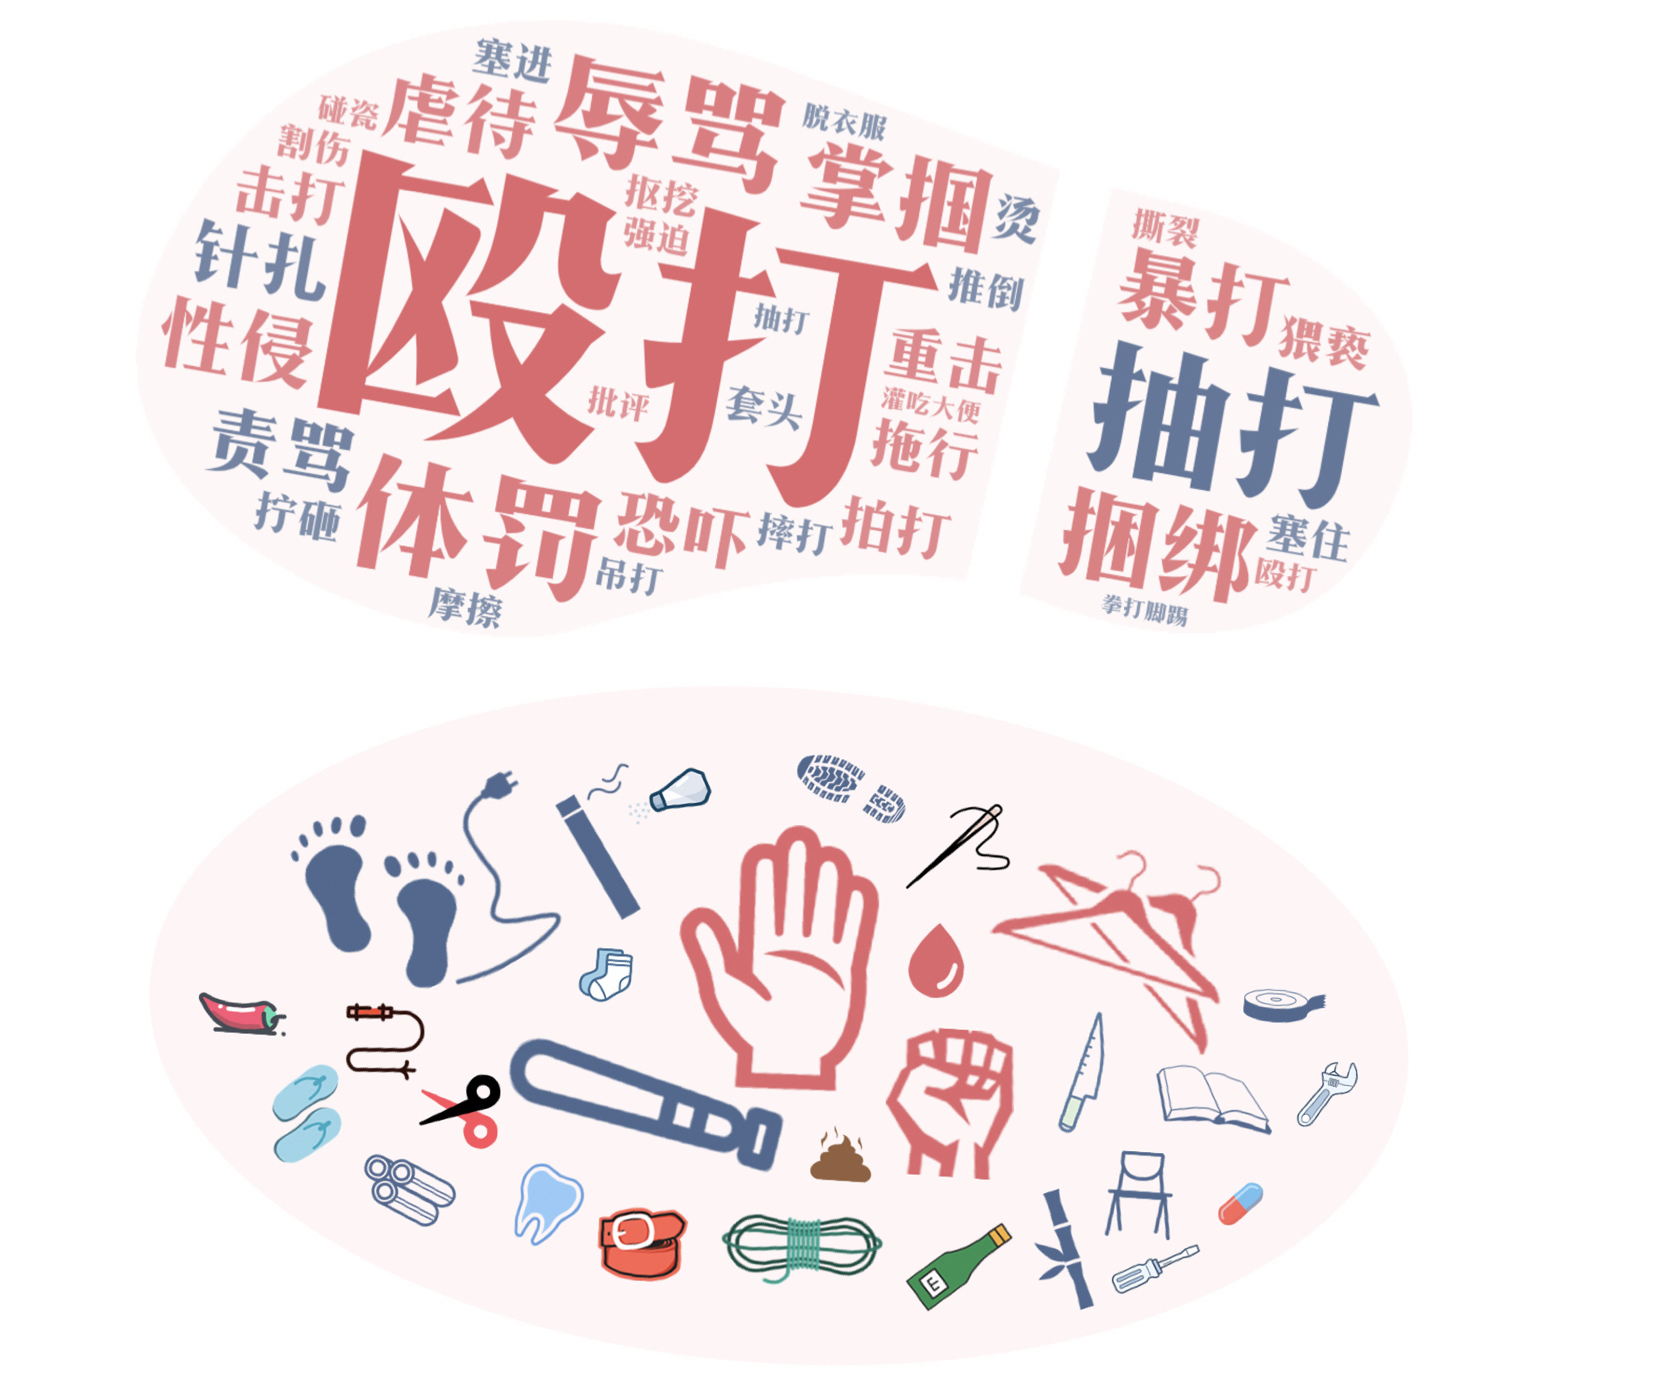 塞进
辱骂
虐待
碰瓷
脱衣服
割伤
掌掴
烫
击打
抠挖
强迫
殴打
针扎
推倒
性侵
抽打
重击
批评
套头
灌吃大便
责骂
拖行
体罚
恐吓
摔打
拍打
拧砸
吊打
摩擦
撕裂
暴打
猥亵
抽打
捆绑
塞住
殴打
拳打脚踢
E